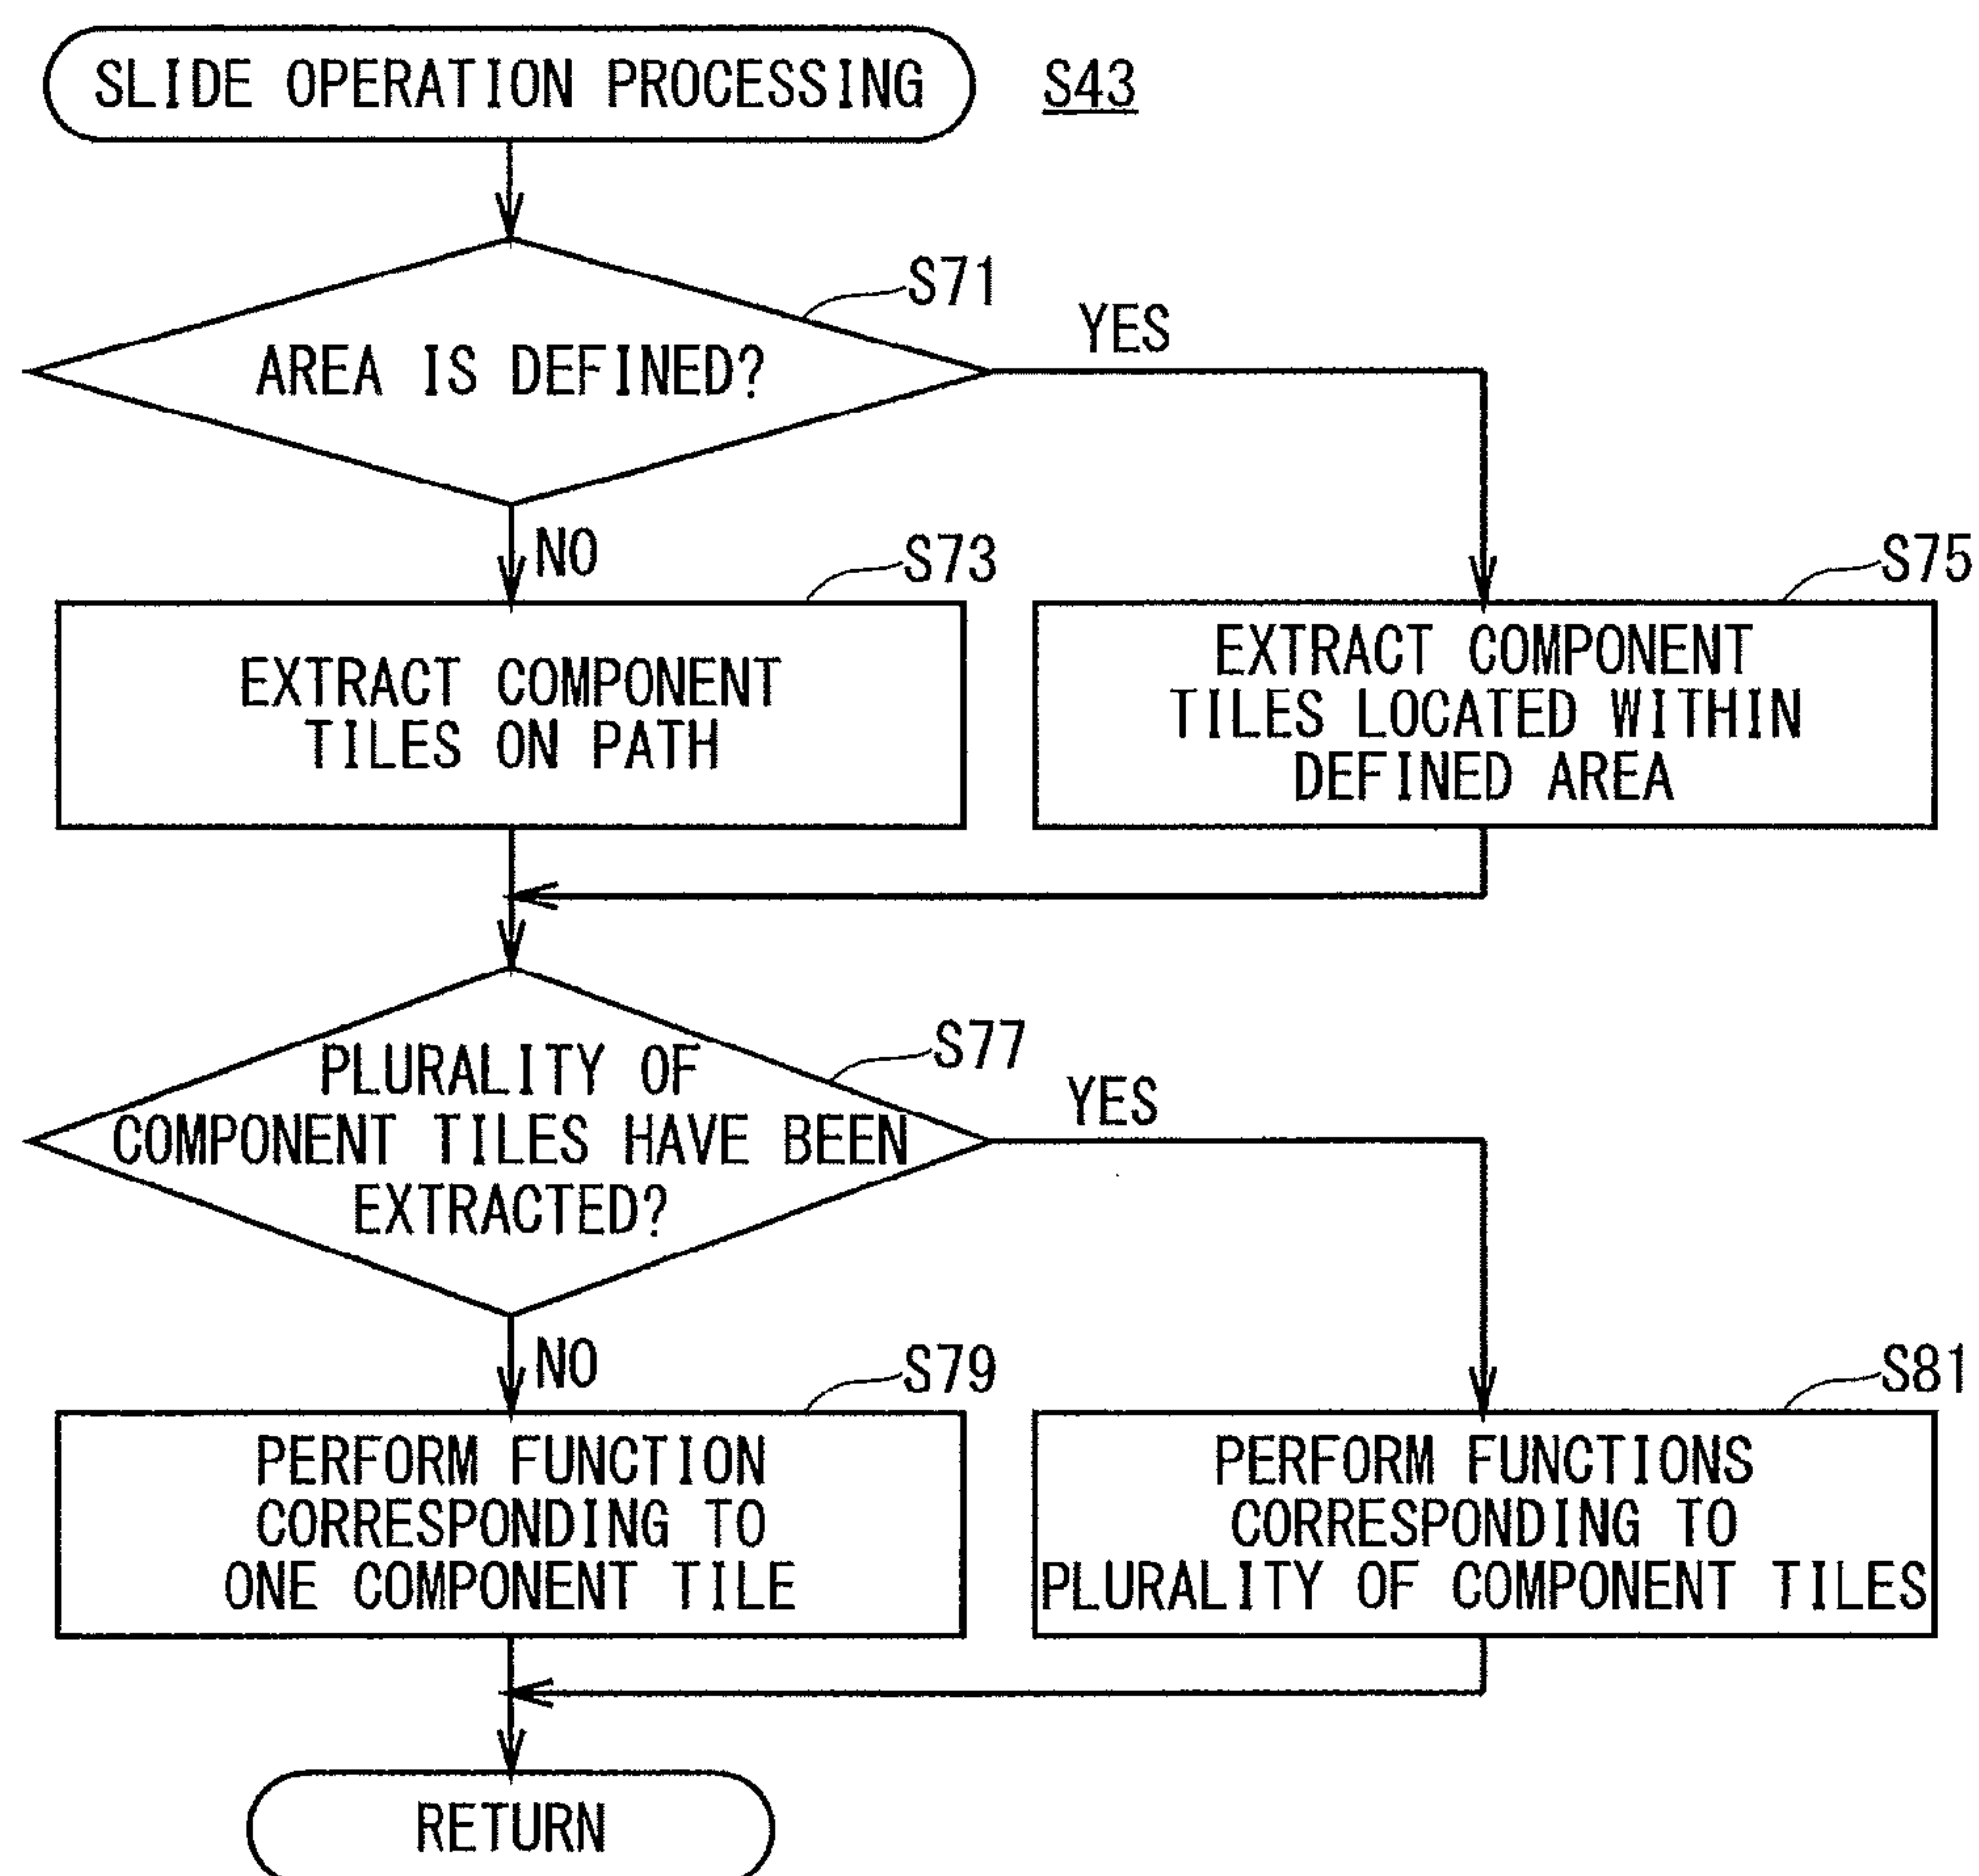 SLIDE OPERATION PROCESSING
S43
S71
YES
AREA IS DEFINED?
NO
S73
S75
EXTRACT COMPONENT
TILES ON PATH
EXTRACT COMPONENT
TILES LOCATED WITHIN
DEFINED AREA
S77
YES
PLURALITY OF
COMPONENT TILES HAVE BEEN
EXTRACTED?
NO
S79
S81
PERFORM FUNCTION
CORRESPONDING TO
ONE COMPONENT TILE
PERFORM FUNCTIONS
CORRESPONDING TO
PLURALITY OF COMPONENT TILES
RETURN